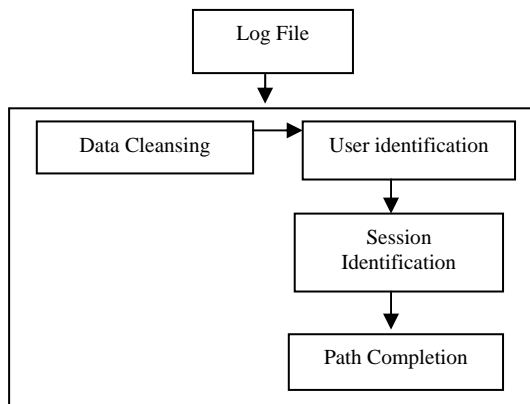 Log File
Data Cleansing
User identification
Session
Identification
Path Completion